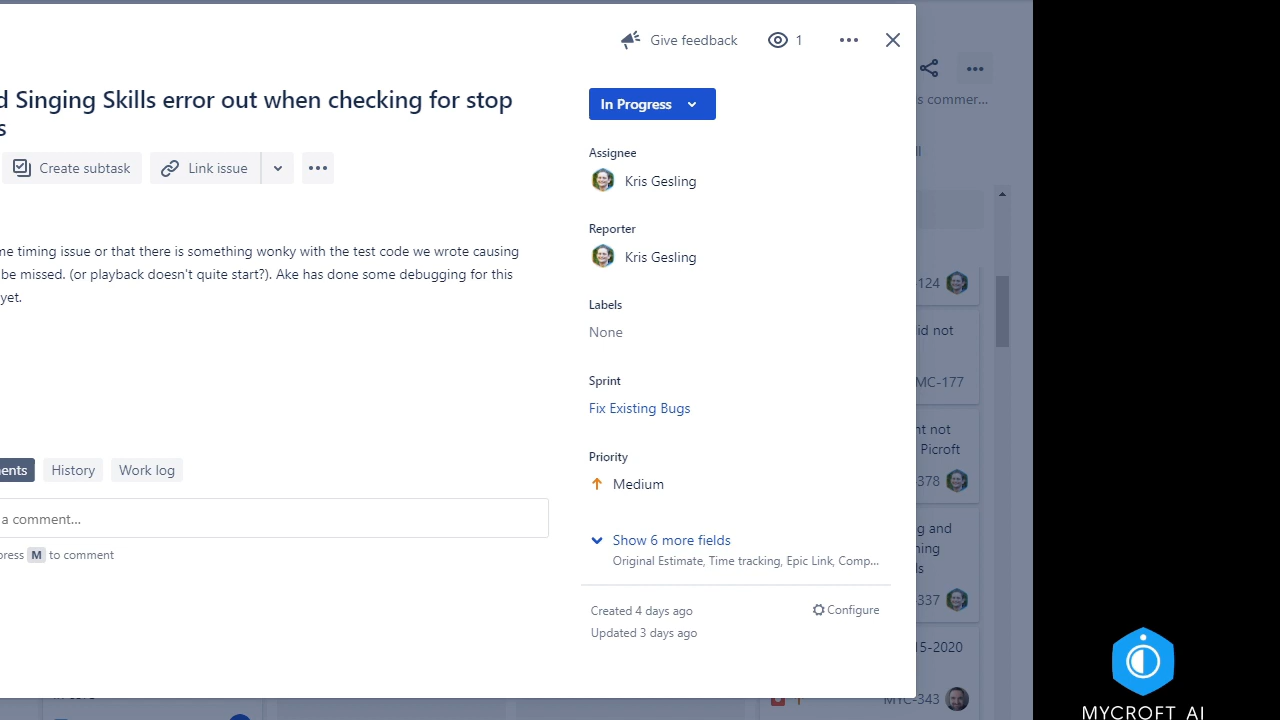 Give feedback 1
s commer...
d Singing Skills error out when checking for stop
s
In Progress
Create subtask
Link issue
Assignee
Kris Gesling
Reporter
Kris Gesling
me timing issue or that there is something wonky with the test code we wrote causing
be missed. (or playback doesn't quite start?). Ake has done some debugging for this
yet.
Labels
None
Sprint
Fix Existing Bugs
Priority
Medium
ents
History
Work log
a comment...
press M to comment
Show 6 more fields
Original Estimate, Time tracking, Epic Link, Comp...
Created 4 days ago
Configure
Updated 3 days ago
124
id not
MC-177
nt not
Picroft
378
g and
ning
ls
337
15-2020
MYC-343
MYCROFT AI